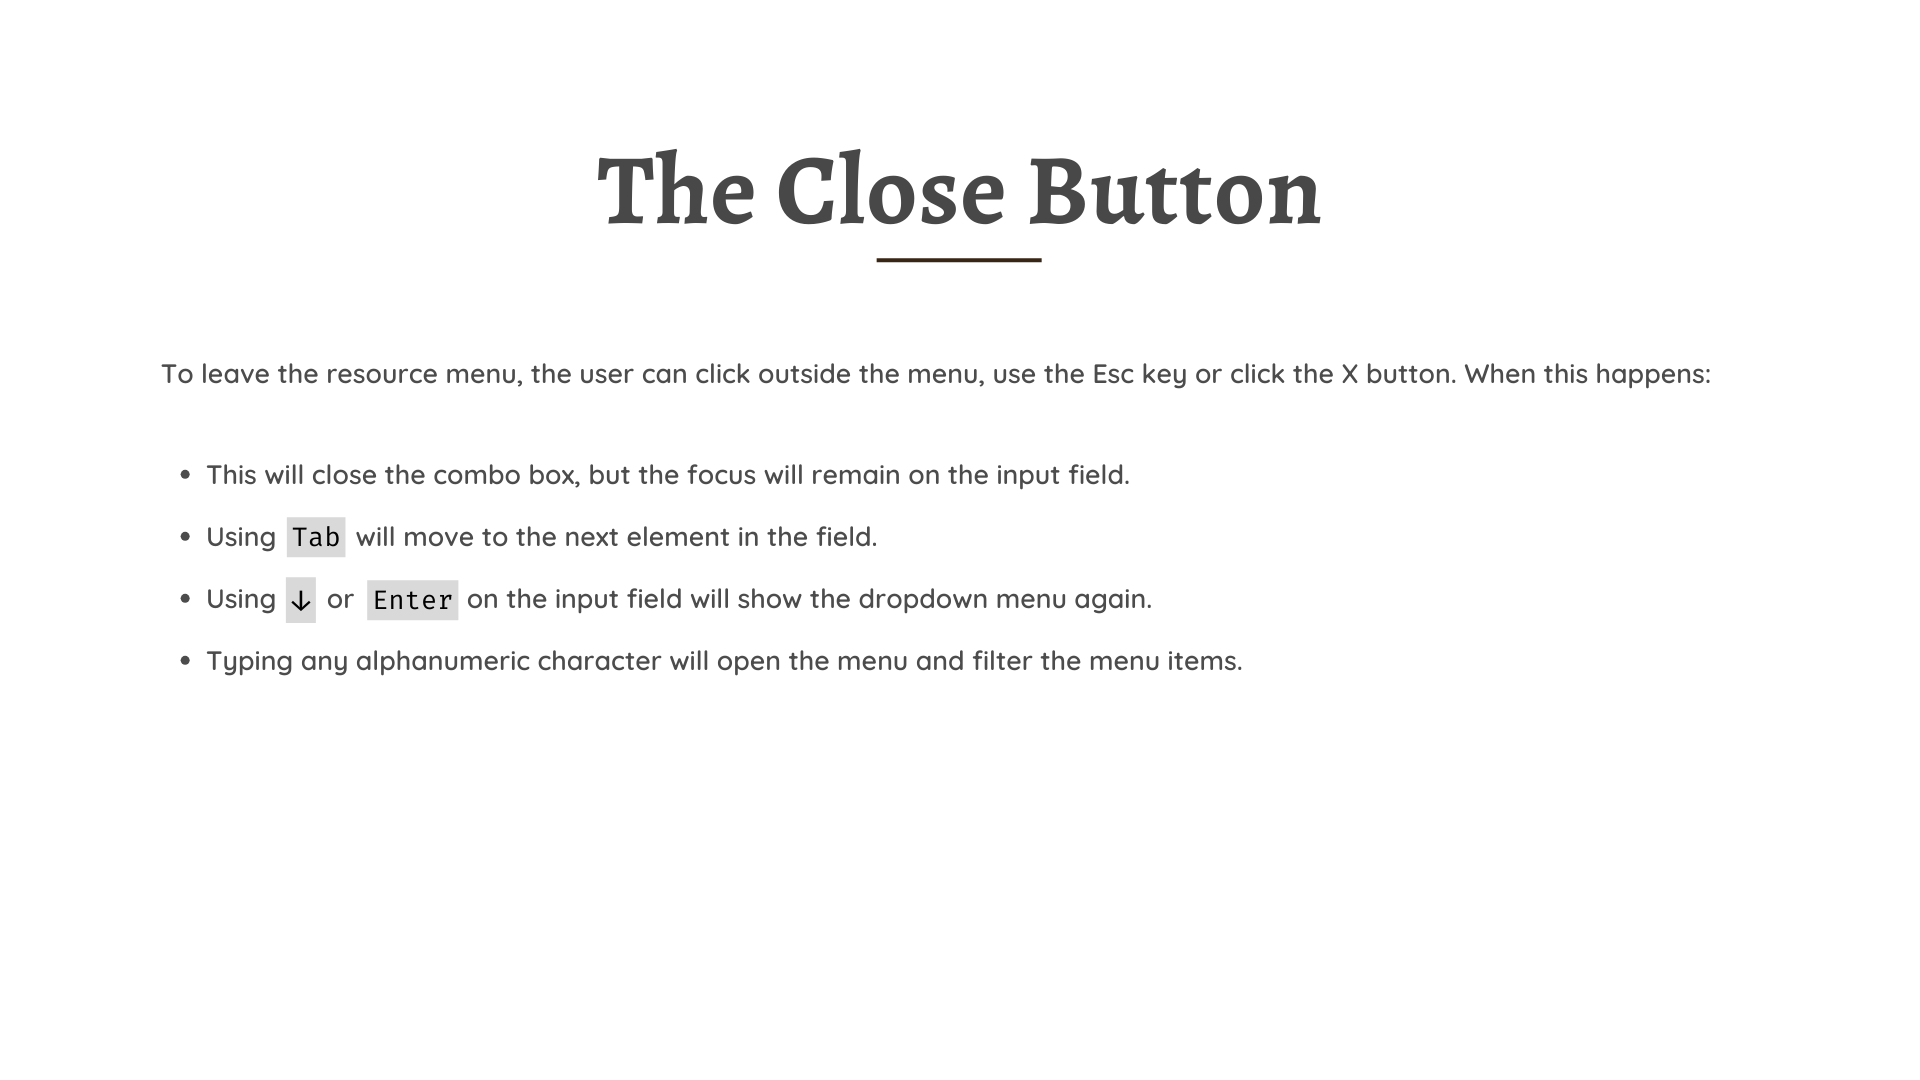 The Close Button
To leave the resource menu, the user can click outside the menu, use the Esc key or click the X button. When this happens:
• This will close the combo box, but the focus will remain on the input field.
• Using Tab will move to the next element in the field.
• Using ↓ or Enter on the input field will show the dropdown menu again.
• Typing any alphanumeric character will open the menu and filter the menu items.